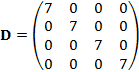 D = ( 7 0 0 0
0 7 0 0
0 0 7 0
0 0 0 7 )